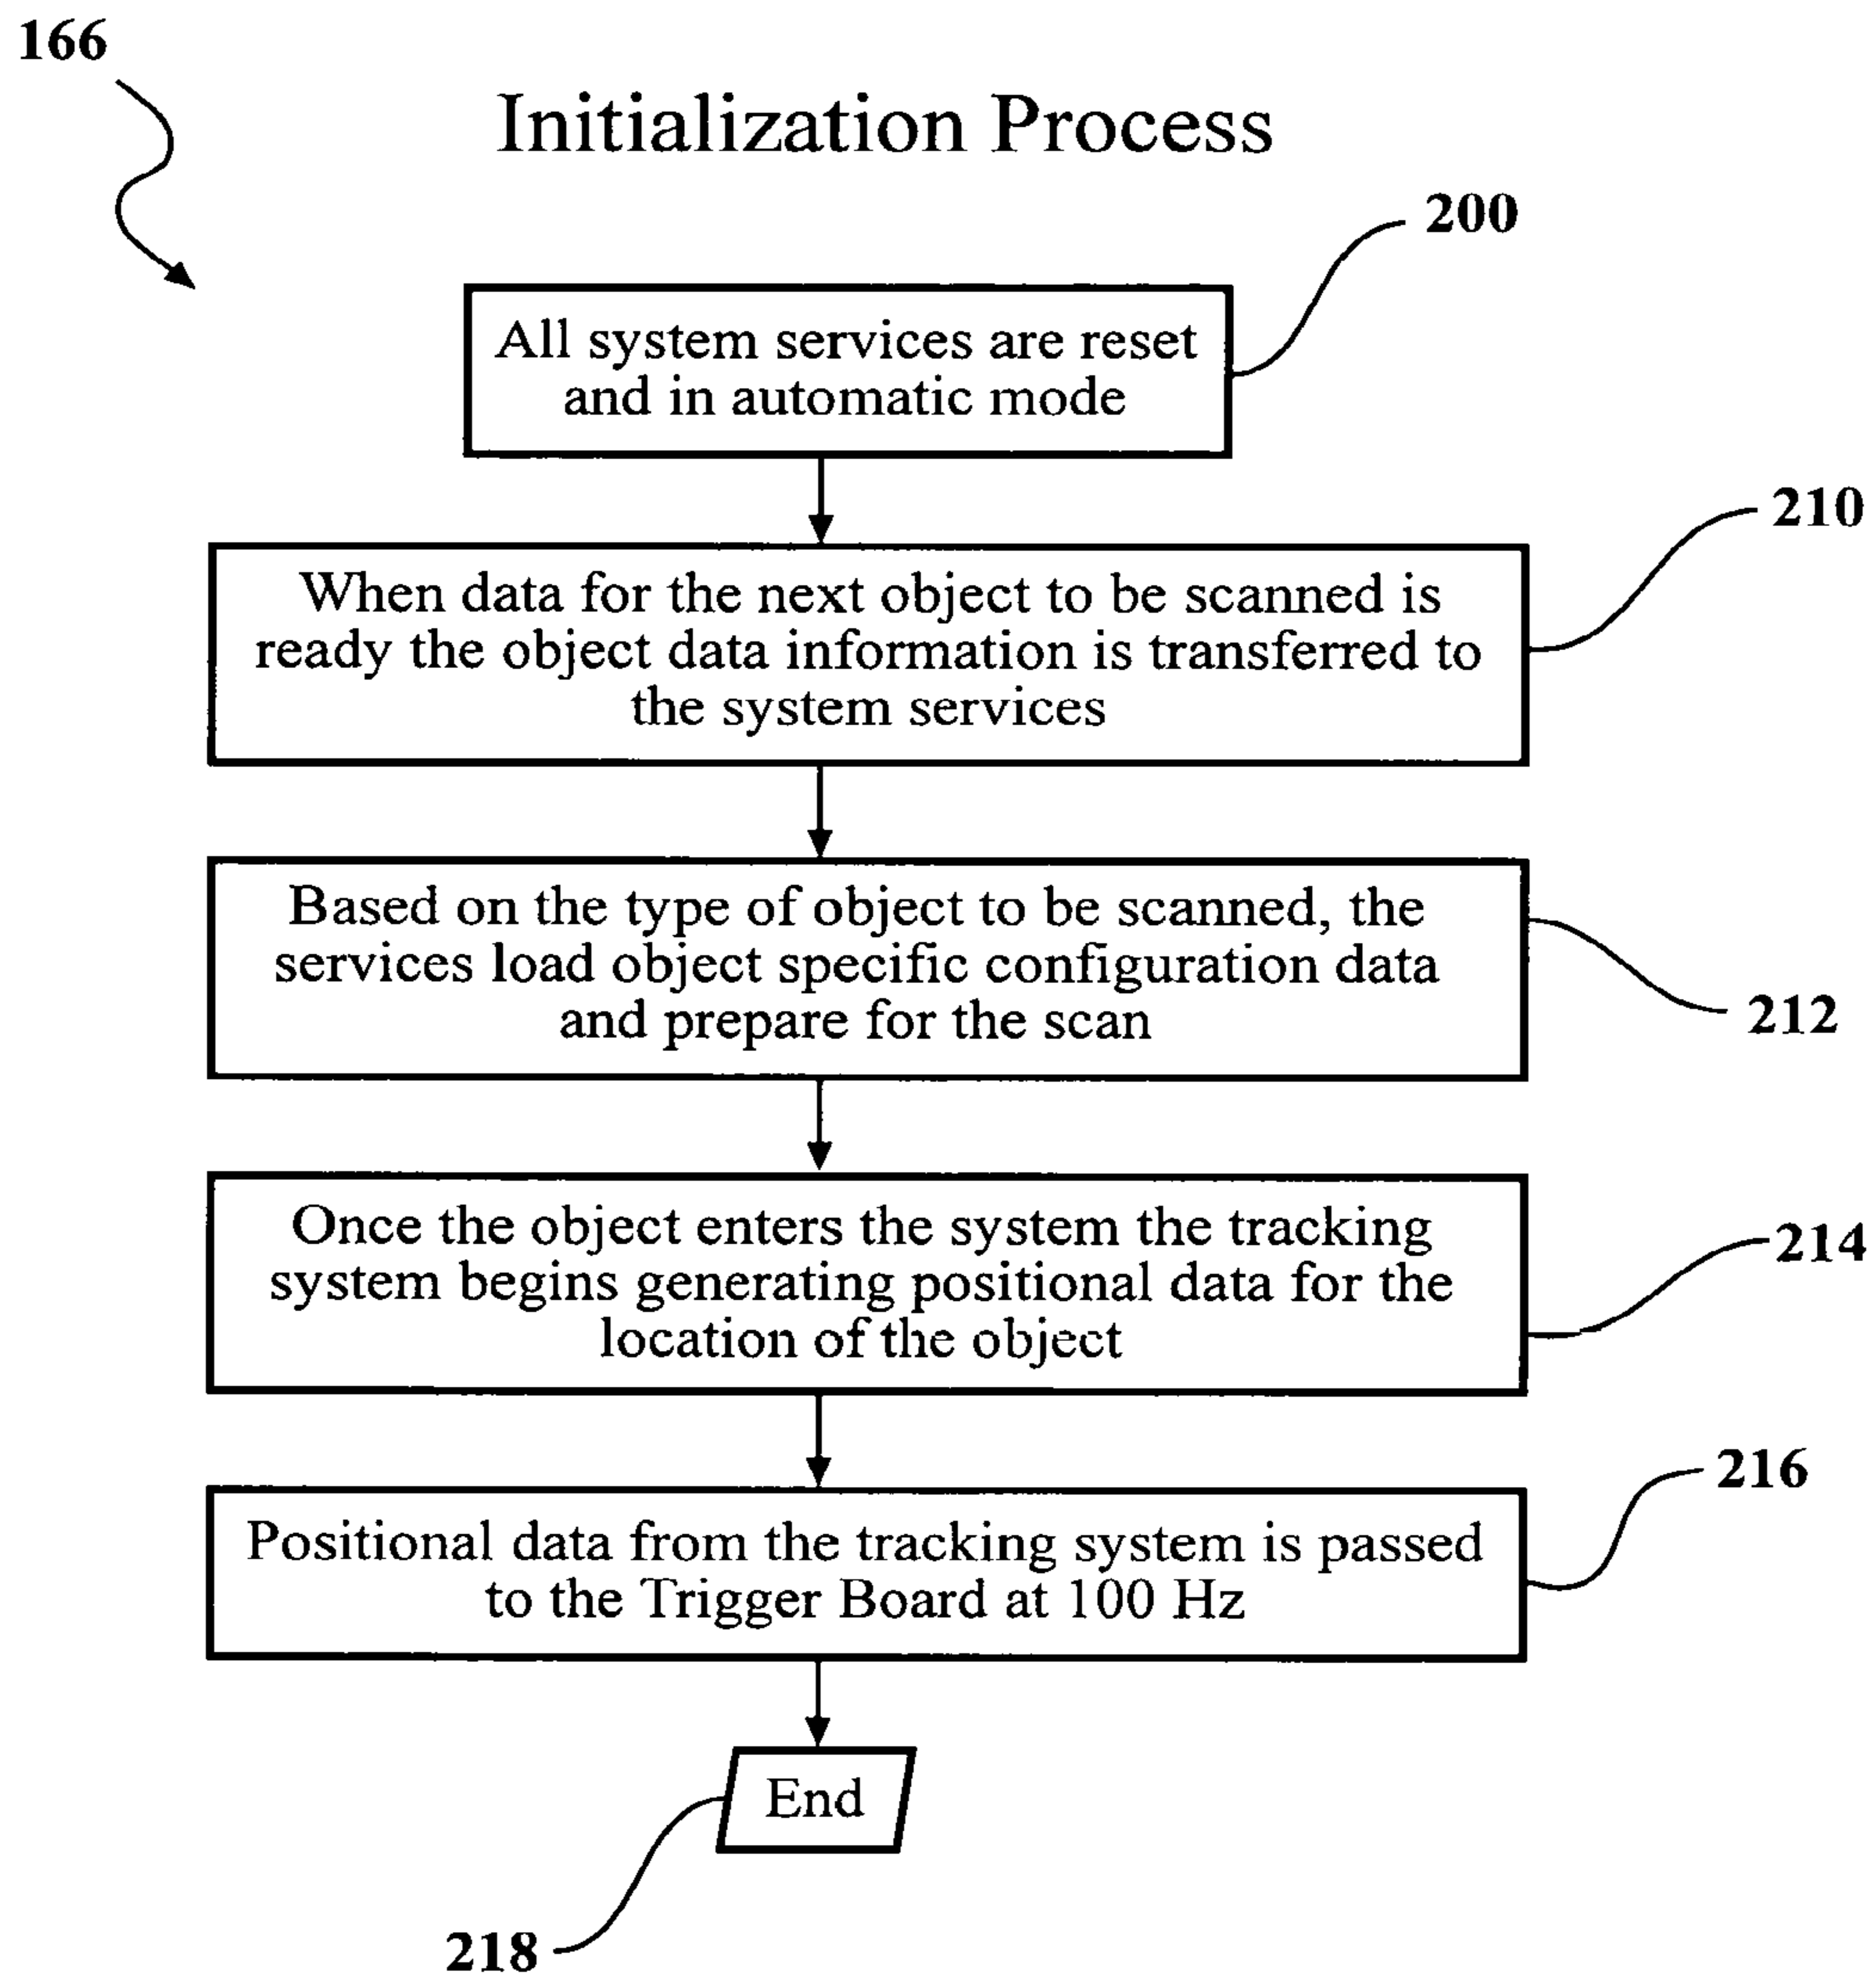 166
Initialization Process
200
All system services are reset
and in automatic mode
210
When data for the next object to be scanned is
ready the object data information is transferred to
the system services
Based on the type of object to be scanned, the
services load object specific configuration data
and prepare for the scan
212
Once the object enters the system the tracking
system begins generating positional data for the
location of the object
214
216
Positional data from the tracking system is passed
to the Trigger Board at 100 Hz
End
218